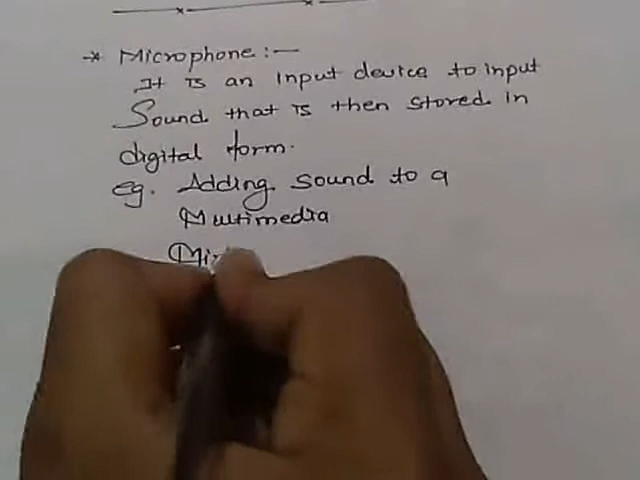 * Microphone :-
It is an input device to input
Sound that is then stored in
digital form.
eg. Adding sound to a
Multimedia